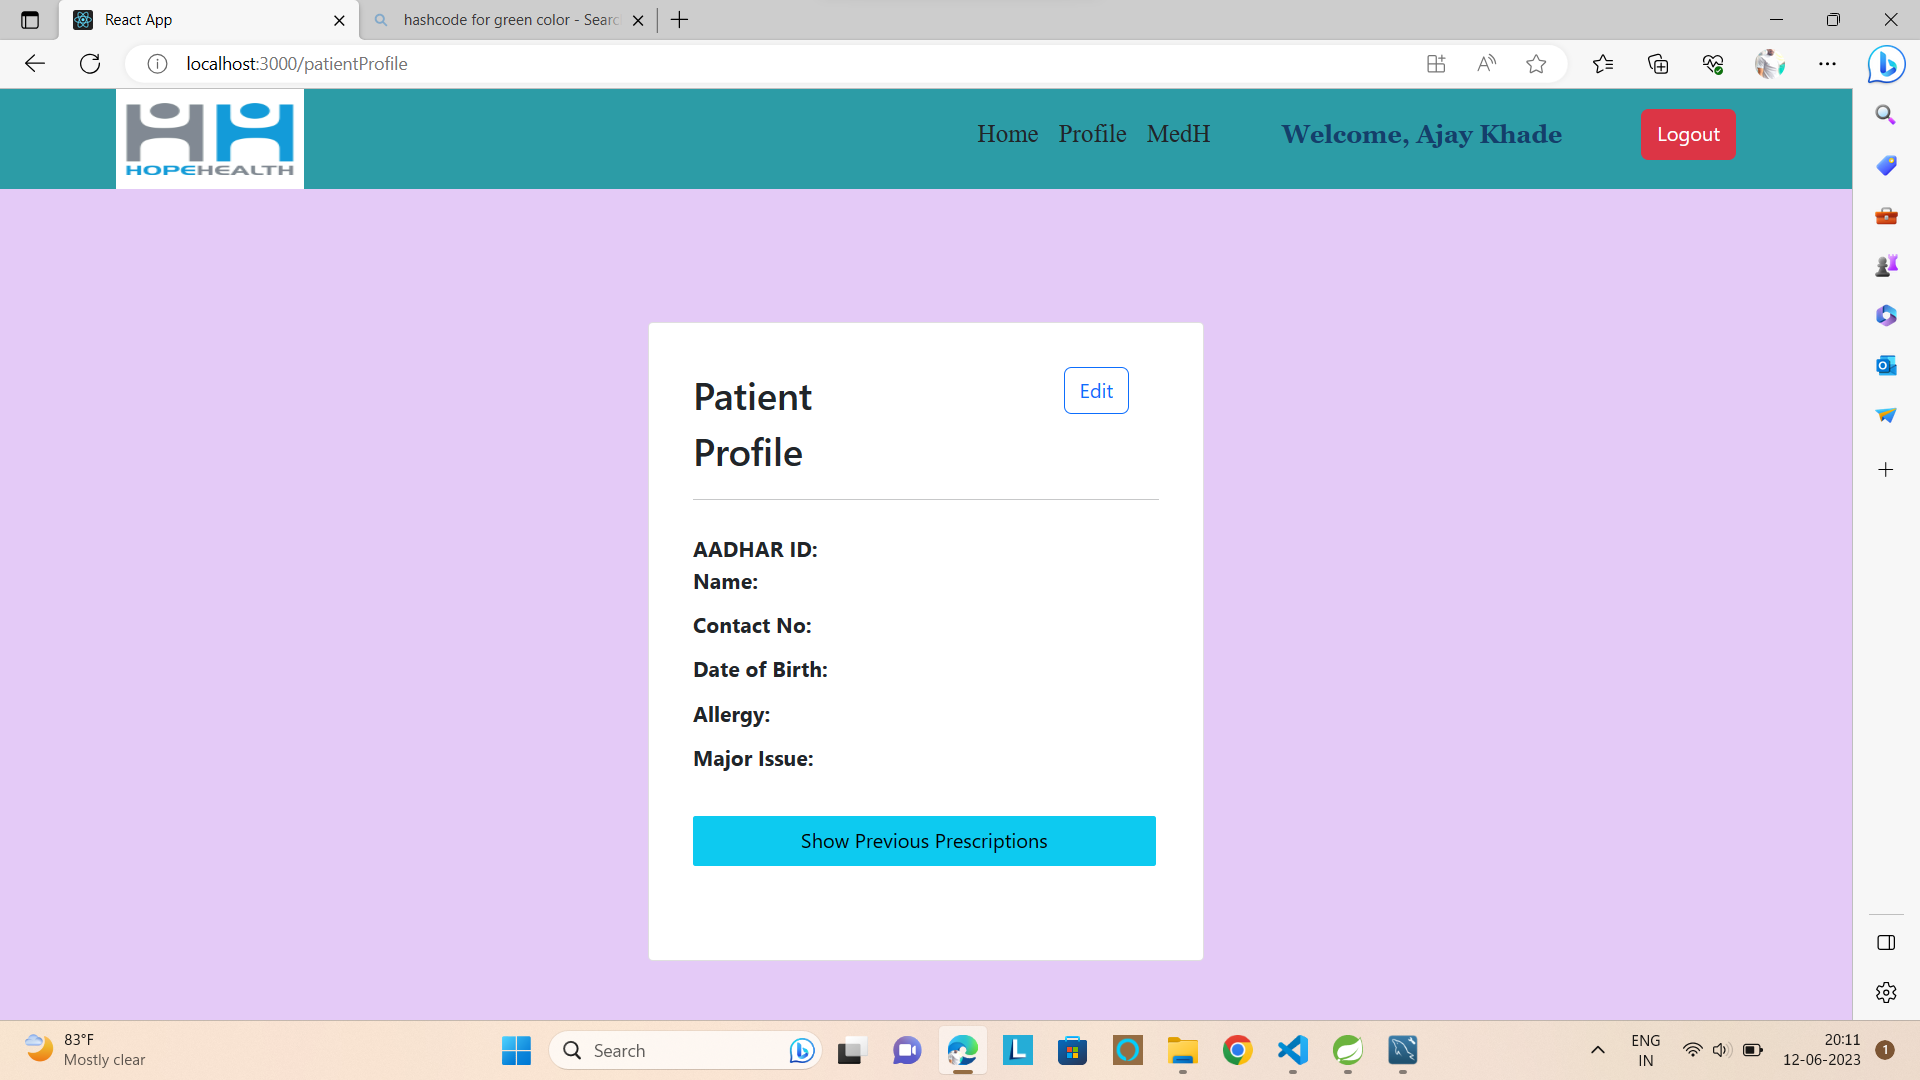 React App
hashcode for green color - Searc
localhost:3000/patientProfile
HOPEHEALTH
Home Profile MedH Welcome, Ajay Khade Logout
Patient
Profile
Edit
AADHAR ID:
Name:
Contact No:
Date of Birth:
Allergy:
Major Issue:
Show Previous Prescriptions
83°F
Mostly clear
Search
ENG
IN
20:11
12-06-2023
1